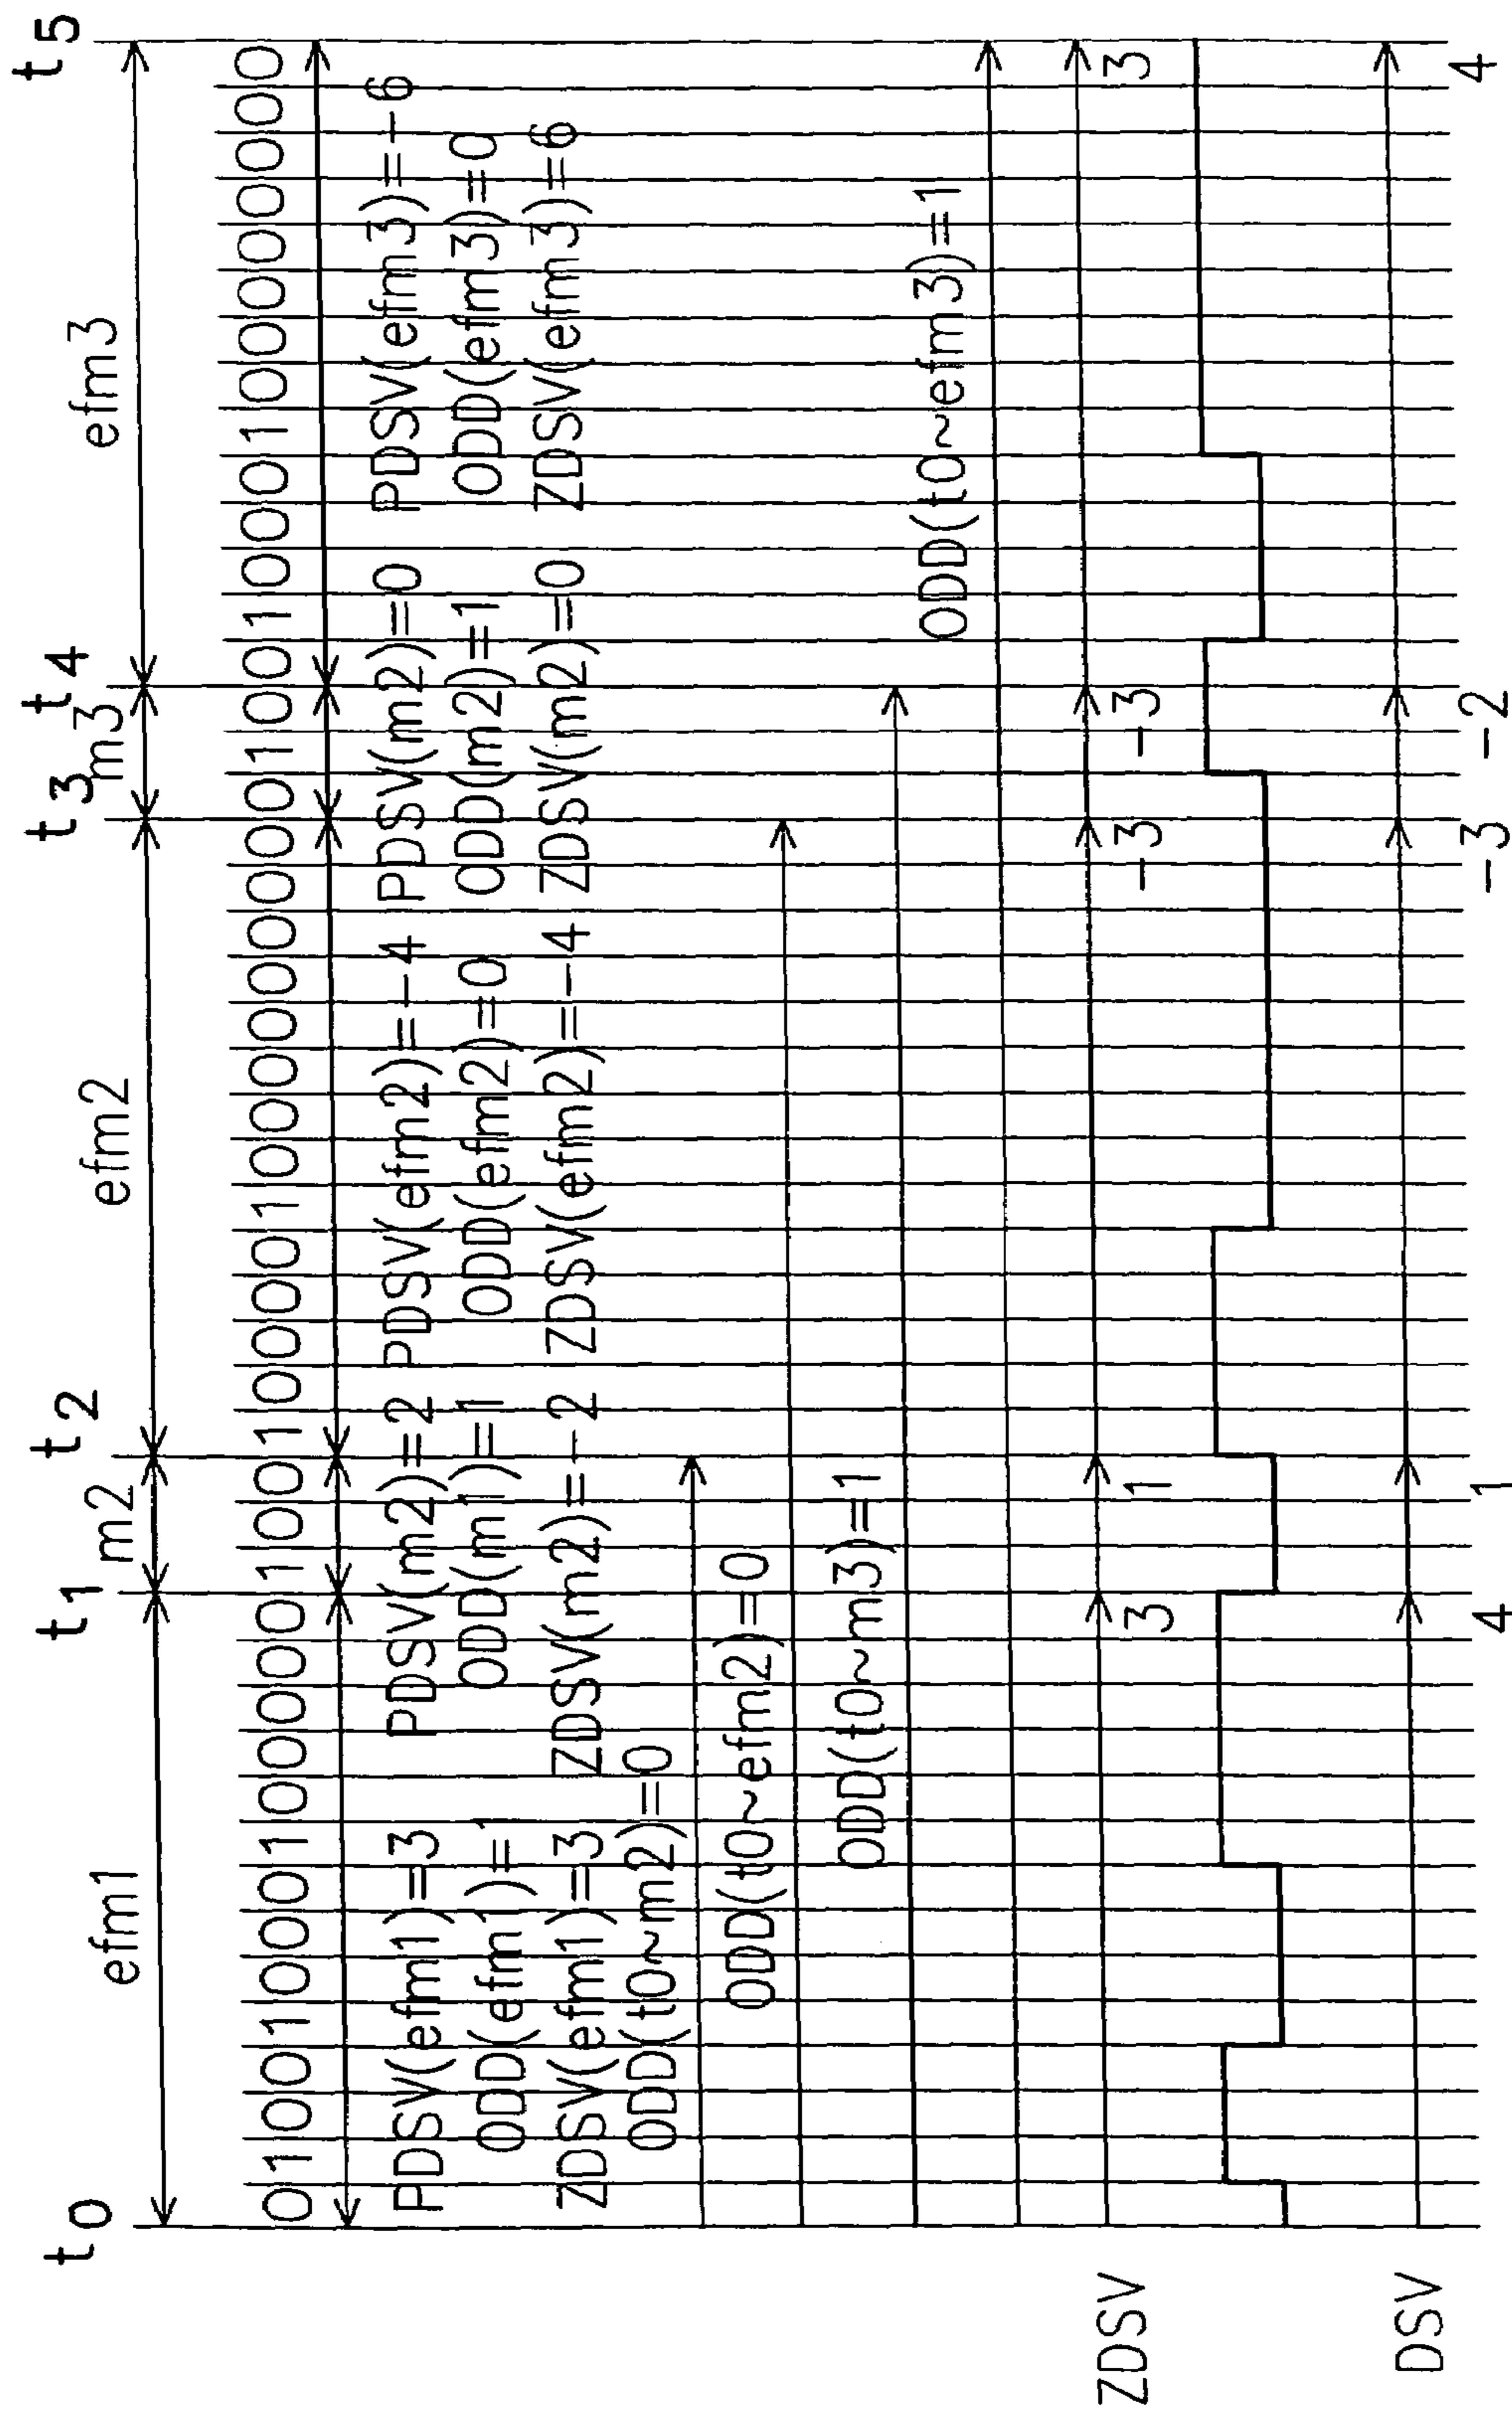 t0 t1 t2 t3 t4 t5
efm1 m2 efm2 m3 efm3
01001000100000100100001000000000100100010000 0000
PDSV(efm1)=3 PDSV(m2)=2 PDSV(efm2)=-4 PDSV(m2)=0 PDSV(efm3)=-6
ODD(efm1)=1 ODD(m1)=1 ODD(efm2)=0 ODD(m2)=1 ODD(efm3)=0
ZDSV(efm1)=3 ZDSV(m2)=-2 ZDSV(efm2)=-4 ZDSV(m2)=0 ZDSV(efm3)=6
ODD(t0~m2)=0
ODD(t0~efm2)=0
ODD(t0~m3)=1
ODD(t0~efm3)=1
ZDSV 3 1 -3 -3 3
DSV 4 1 -3 -2 4